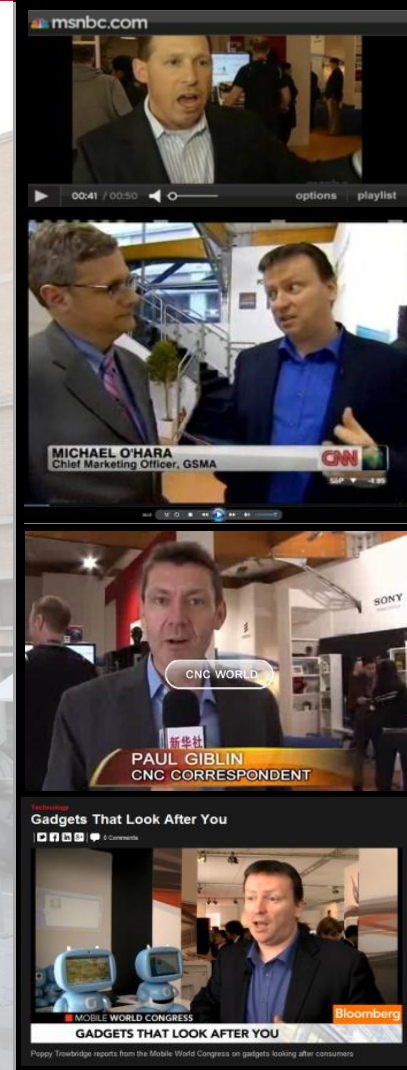 msnbc.com
00:41 / 00:50
options
playlist
MICHAEL O'HARA
Chief Marketing Officer, GSMA
CNN
S&P ▼
SONY
CNC WORLD
新华社
PAUL GIBLIN
CNC CORRESPONDENT
Technology
Gadgets That Look After You
0 Comments
MOBILE WORLD CONGRESS
Bloomberg
GADGETS THAT LOOK AFTER YOU
Poppy Trowbridge reports from the Mobile World Congress on gadgets looking after consumers